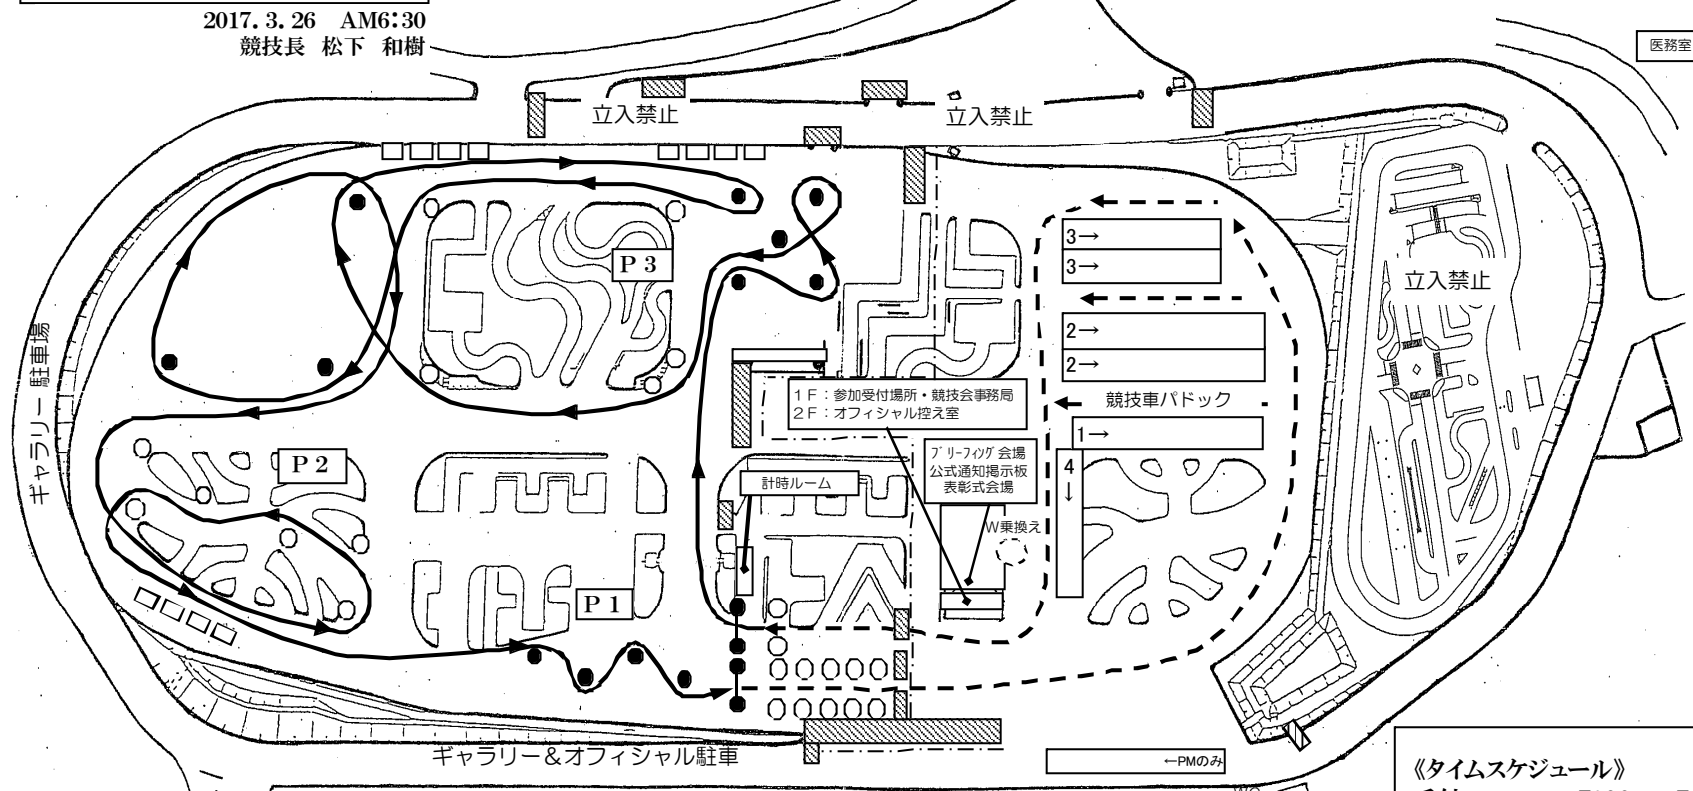 2017.3.26 AM6:30
競技長 松下 和樹
医務室
立入禁止
立入禁止
立入禁止
P3
3→
3→
2→
2→
競技車パドック
1→
4
↓
1F：参加受付場所・競技会事務局
2F：オフィシャル控え室
ﾌﾞﾘｰﾌｨﾝｸﾞ会場
公式通知掲示板
表彰式会場
計時ルーム
W乗換え
ギャラリー駐車場
P2
P1
ギャラリー＆オフィシャル駐車
←PMのみ
《タイムスケジュール》